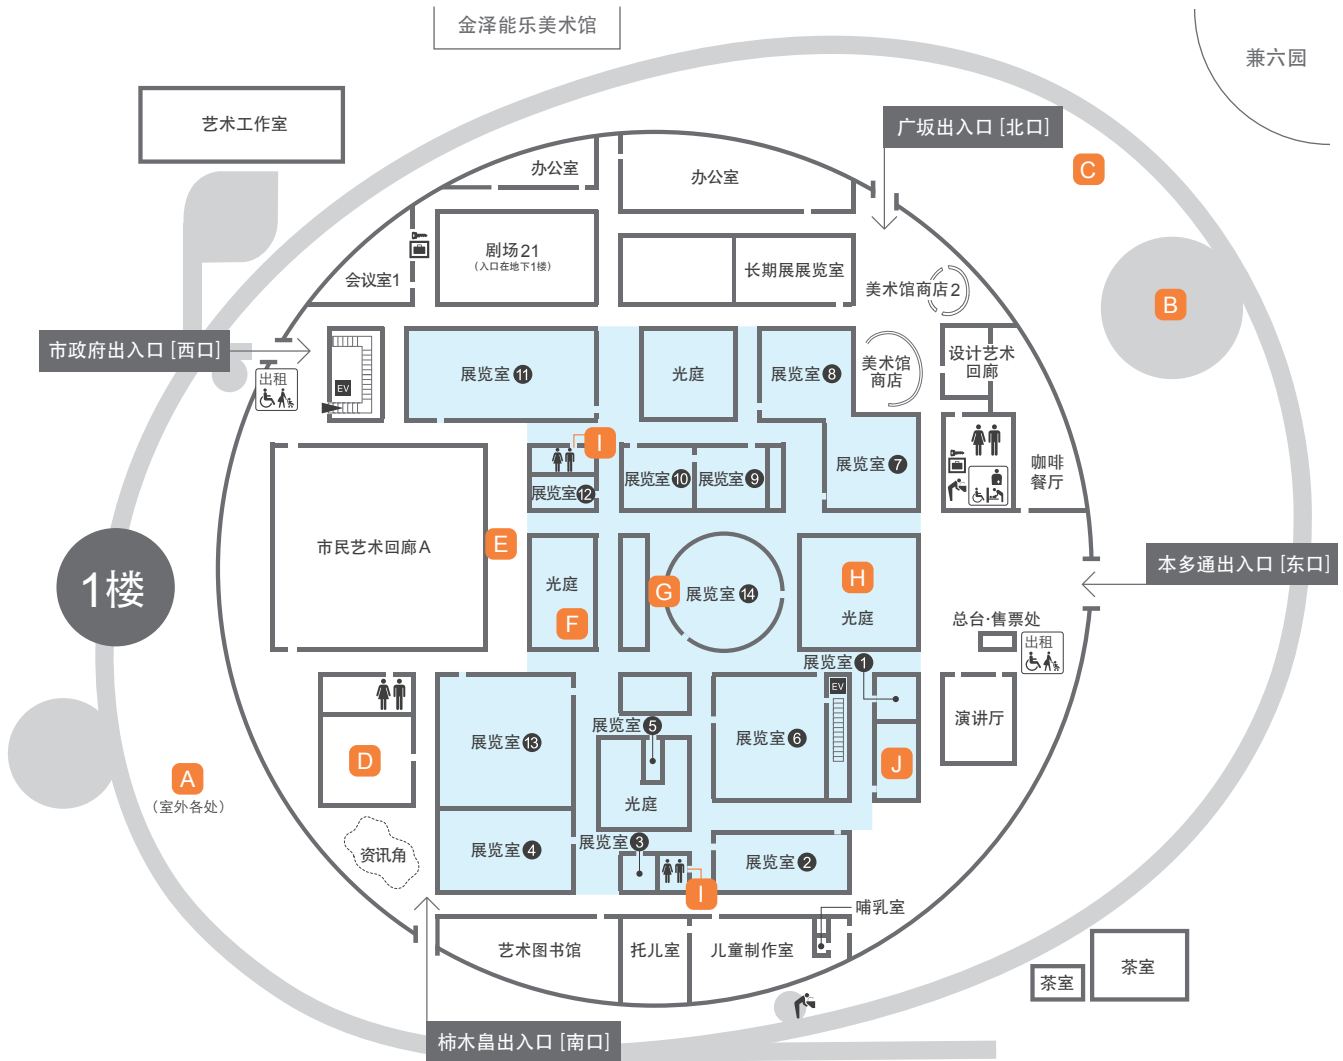 金泽能乐美术馆
兼六园
艺术工作室
广坂出入口 [北口]
C
办公室
办公室
剧场21
(入口在地下1楼)
会议室1
长期展展览室
美术馆商店2
B
市政府出入口 [西口]
出租
EV
展览室 11
光庭
展览室 8
美术馆
商店
设计艺术
回廊
I
展览室 12
展览室 10
展览室 9
展览室 7
咖啡
餐厅
市民艺术回廊A
E
光庭
F
G
展览室 14
H
光庭
本多通出入口 [东口]
1楼
总台·售票处
出租
展览室 1
EV
展览室 13
展览室 5
展览室 6
演讲厅
D
J
A
(室外各处)
光庭
资讯角
展览室 4
展览室 3
展览室 2
I
哺乳室
艺术图书馆
托儿室
儿童制作室
茶室
茶室
柿木畠出入口 [南口]